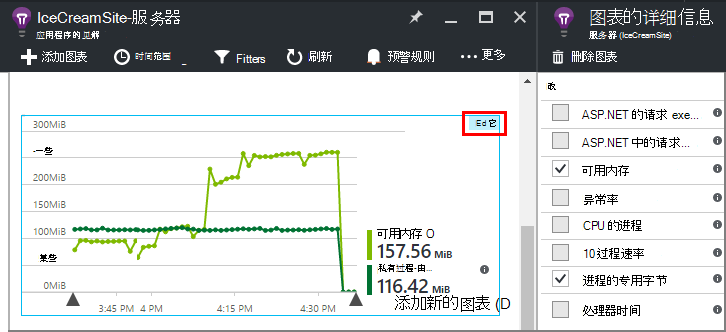 IceCreamSite-服务器
应用程序的见解
添加图表
时间范围
Filters
刷新
预警规则
更多
Ed 它
300MiB
-一些
200MiB
150MiB
100MiB
某些
0MiB
3:45 PM
4 PM
4:15 PM
4:30 PM
可用内存 O
157.56 MiB
私有过程-由...
116.42 MiB
添加新的图表 (D
图表的详细信息
服务器 (IceCreamSite)
删除图表
ASP.NET 的请求 exe...
ASP.NET 中的请求...
可用内存
异常率
CPU 的进程
10过程速率
进程的专用字节
处理器时间